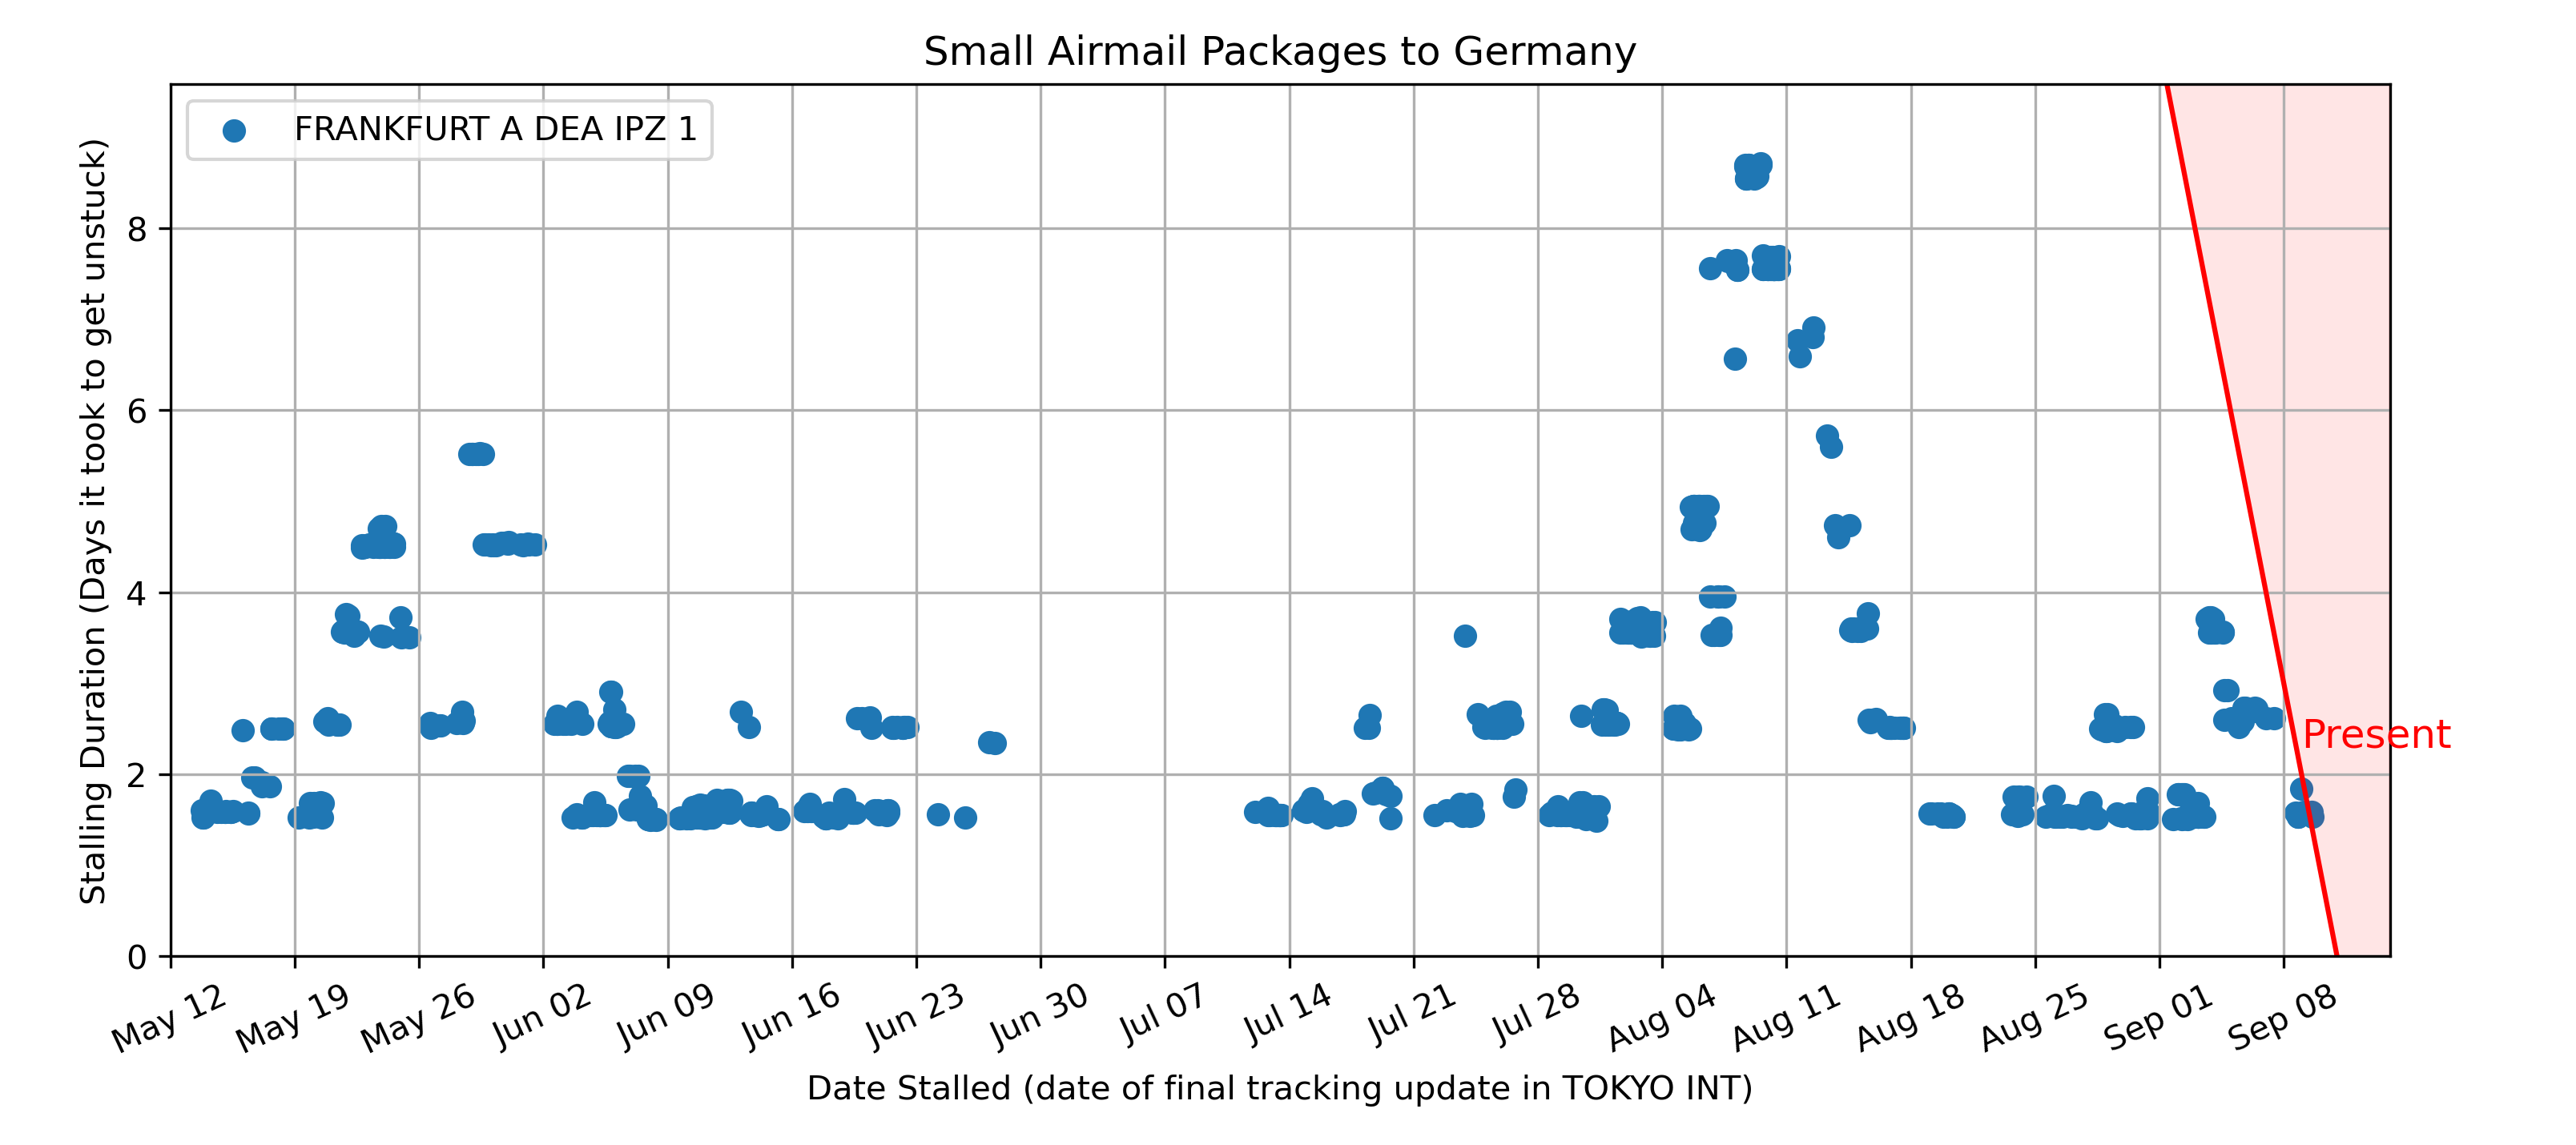 Small Airmail Packages to Germany
FRANKFURT A DEA IPZ 1
Stalling Duration (Days it took to get unstuck)
8
6
4
2
0
Present
May 12
May 19
May 26
Jun 02
Jun 09
Jun 16
Jun 23
Jun 30
Jul 07
Jul 14
Jul 21
Jul 28
Aug 04
Aug 11
Aug 18
Aug 25
Sep 01
Sep 08
Date Stalled (date of final tracking update in TOKYO INT)